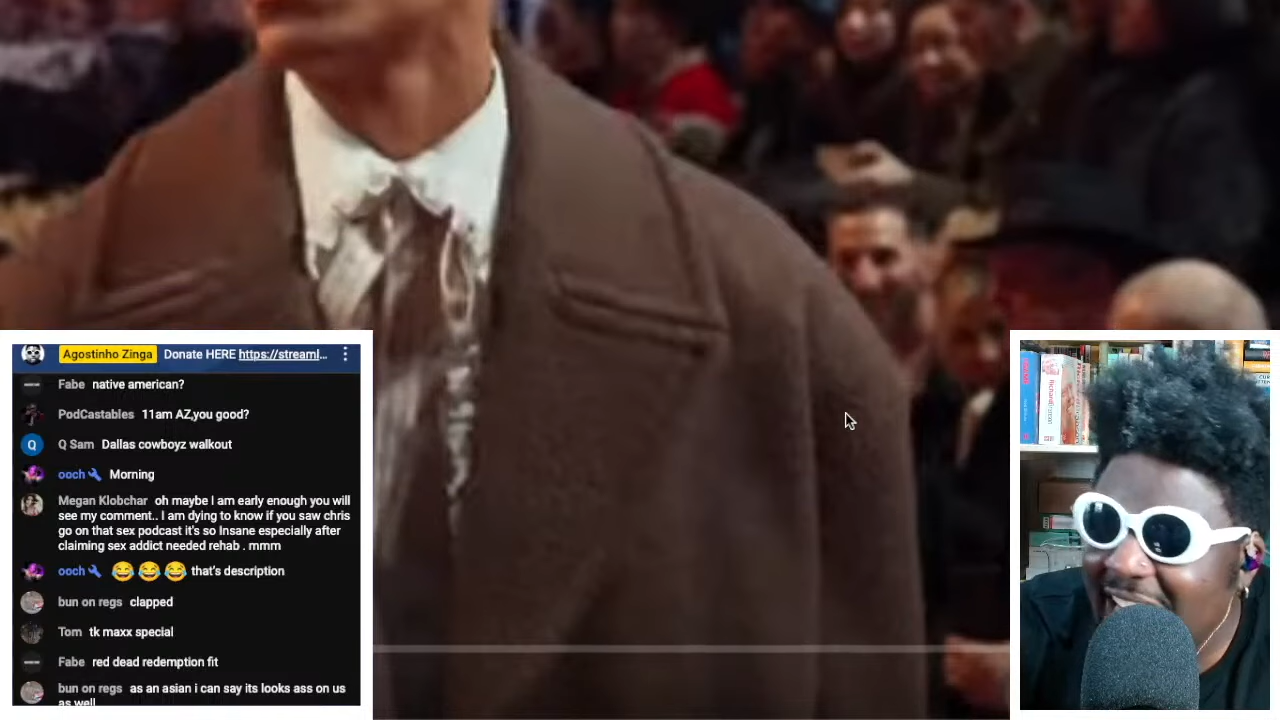 Agostinho Zinga Donate HERE https://streaml...
Fabe native american?
PodCastables 11am AZ,you good?
Q
Q Sam Dallas cowboyz walkout
ooch Morning
Megan Klobchar oh maybe I am early enough you will
see my comment.. I am dying to know if you saw chris
go on that sex podcast it's so Insane especially after
claiming sex addict needed rehab . mmm
ooch 😂😂😂 that's description
bun on regs clapped
Tom tk maxx special
Fabe red dead redemption fit
bun on regs as an asian i can say its looks ass on us
as well